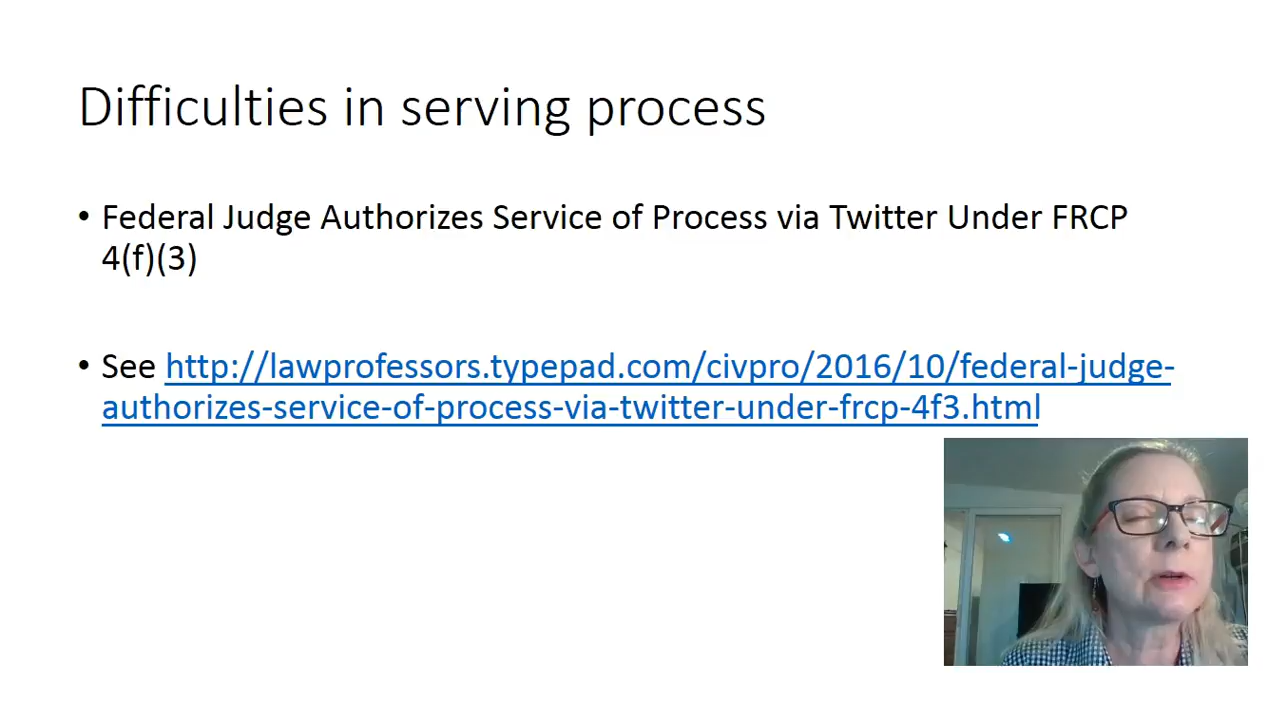 Difficulties in serving process
• Federal Judge Authorizes Service of Process via Twitter Under FRCP
4(f)(3)
• See http://lawprofessors.typepad.com/civpro/2016/10/federal-judge-
authorizes-service-of-process-via-twitter-under-frcp-4f3.html